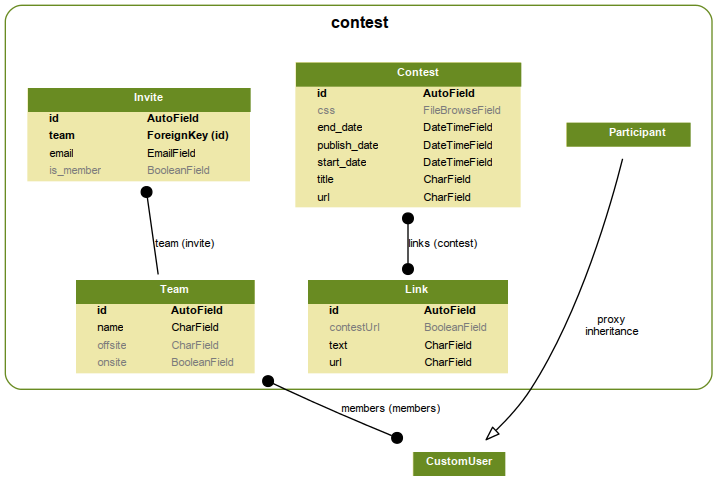 contest
Invite
id AutoField
team ForeignKey (id)
email EmailField
is_member BooleanField
Contest
id AutoField
css FileBrowseField
end_date DateTimeField
publish_date DateTimeField
start_date DateTimeField
title CharField
url CharField
Participant
team (invite)
links (contest)
Team
id AutoField
name CharField
offsite CharField
onsite BooleanField
Link
id AutoField
contestUrl BooleanField
text CharField
url CharField
proxy
inheritance
members (members)
CustomUser